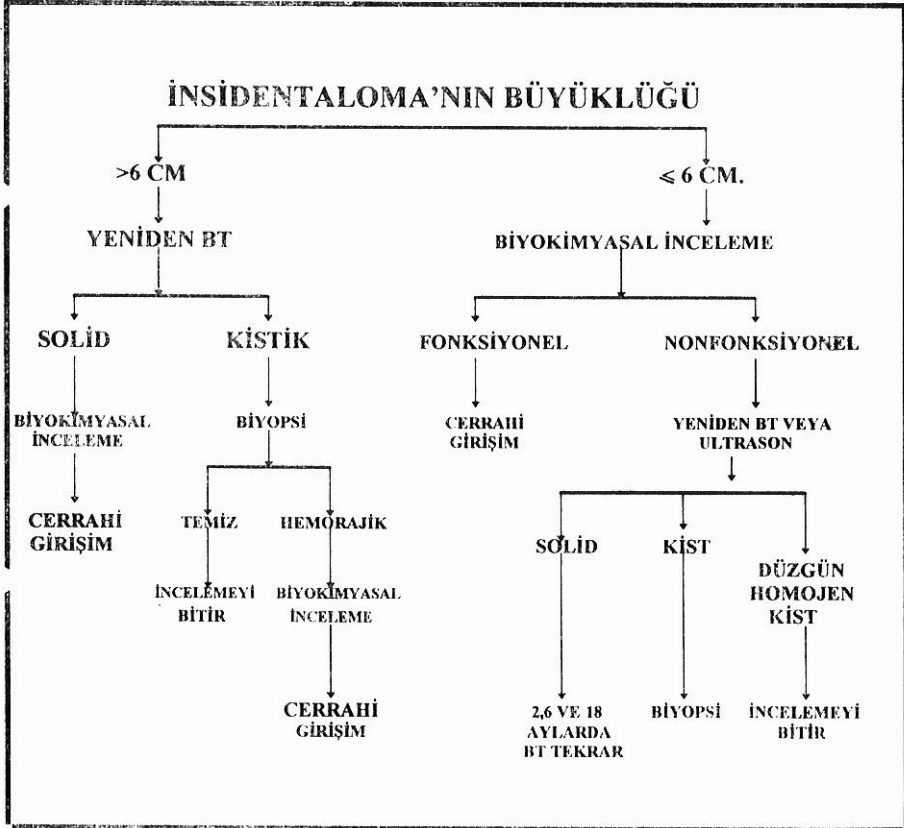 İNSİDENTALOMA'NIN BÜYÜKLÜĞÜ
>6 CM
⩽ 6 CM.
YENİDEN BT
BİYOKİMYASAL İNCELEME
SOLİD
KİSTİK
FONKSİYONEL
NONFONKSİYONEL
BİYOKİMYASAL
İNCELEME
BİYOPSİ
CERRAHİ
GİRİŞİM
YENİDEN BT VEYA
ULTRASON
CERRAHİ
GİRİŞİM
TEMİZ
HEMORAJİK
SOLİD
KİST
DÜZGÜN
HOMOJEN
KİST
İNCELEMEYİ
BİTİR
BİYOKİMYASAL
İNCELEME
CERRAHİ
GİRİŞİM
2,6 VE 18
AYLARDA
BT TEKRAR
BİYOPSİ
İNCELEMEYİ
BİTİR